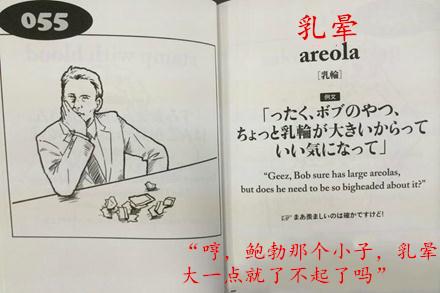 055
乳晕
areola
［乳輪］
例文
「ったく、ボブのやつ、
ちょっと乳輪が大きいからって
いい気になって」
"Geez, Bob sure has large areolas,
but does he need to be so bigheaded about it?"
☞ まあ羨ましいのは確かですけど!
“哼，鲍勃那个小子，乳晕
大一点就了不起了吗”